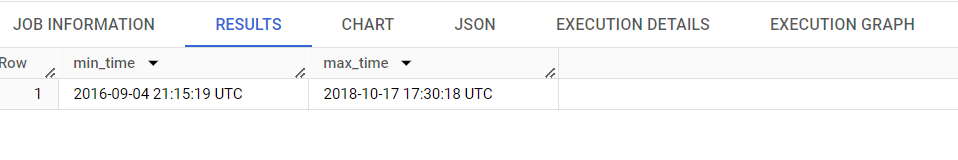 JOB INFORMATION RESULTS CHART JSON EXECUTION DETAILS EXECUTION GRAPH
Row min_time max_time
1 2016-09-04 21:15:19 UTC 2018-10-17 17:30:18 UTC